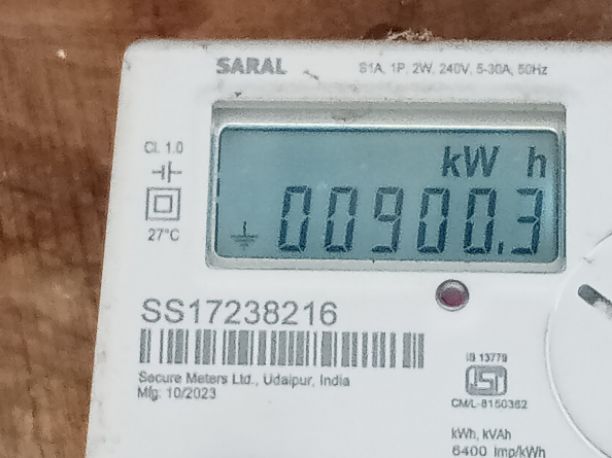 SARAL
S1A, 1P, 2W, 240V, 5-30A, 50Hz
Cl. 1.0
27°C
kW h
00900.3
SS17238216
Secure Meters Ltd., Udaipur, India
Mfg: 10/2023
IS 13779
ISI
CM/L-8150362
kWh, kVAh
6400 imp/kWh